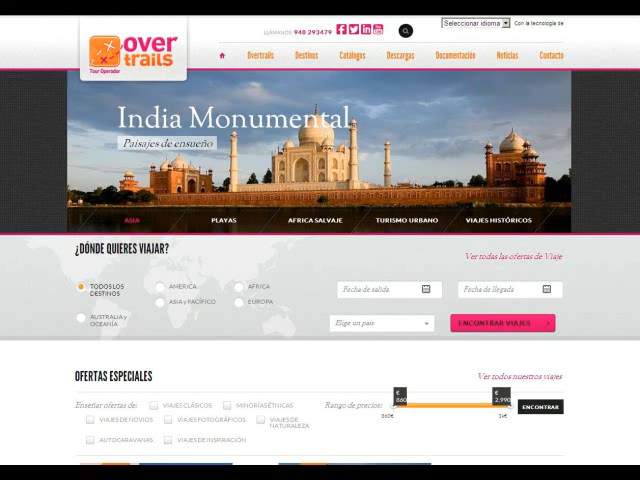 over
trails
Tour Operador
LLÁMANOS: 948 293479
Seleccionar idioma
Con la tecnología de
Overtrails Destinos Catálogos Descargas Documentación Noticias Contacto
India Monumental
Paisajes de ensueño
ASIA PLAYAS AFRICA SALVAJE TURISMO URBANO VIAJES HISTÓRICOS
¿DÓNDE QUIERES VIAJAR?
Ver todas las ofertas de Viaje
TODOS LOS DESTINOS
AMÉRICA
AFRICA
ASIA y PACÍFICO
EUROPA
AUSTRALIA y OCEANÍA
Fecha de salida
Fecha de llegada
Elige un país
ENCONTRAR VIAJES
OFERTAS ESPECIALES
Ver todos nuestros viajes
Enseñar ofertas de:
VIAJES CLÁSICOS
MINORÍAS ÉTNICAS
VIAJES DE NOVIOS
VIAJES FOTOGRÁFICOS
VIAJES DE NATURALEZA
AUTOCARAVANAS
VIAJES DE INSPIRACIÓN
Rango de precios:
€ 860
€ 2,990
860€
ENCONTRAR